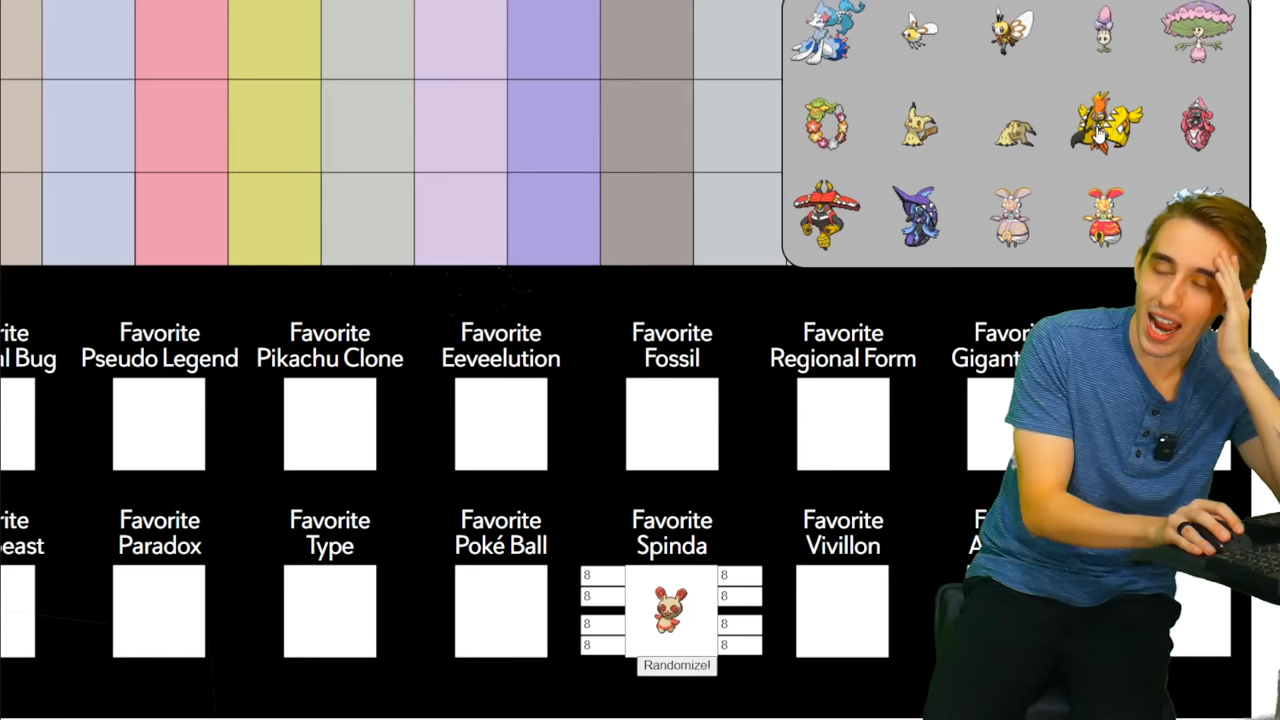 rite
al Bug
Favorite
Pseudo Legend
Favorite
Pikachu Clone
Favorite
Eeveelution
Favorite
Fossil
Favorite
Regional Form
Favori
Gigant
rite
east
Favorite
Paradox
Favorite
Type
Favorite
Poké Ball
Favorite
Spinda
Favorite
Vivillon
8 8
8 8
8 8
8 8
Randomize!